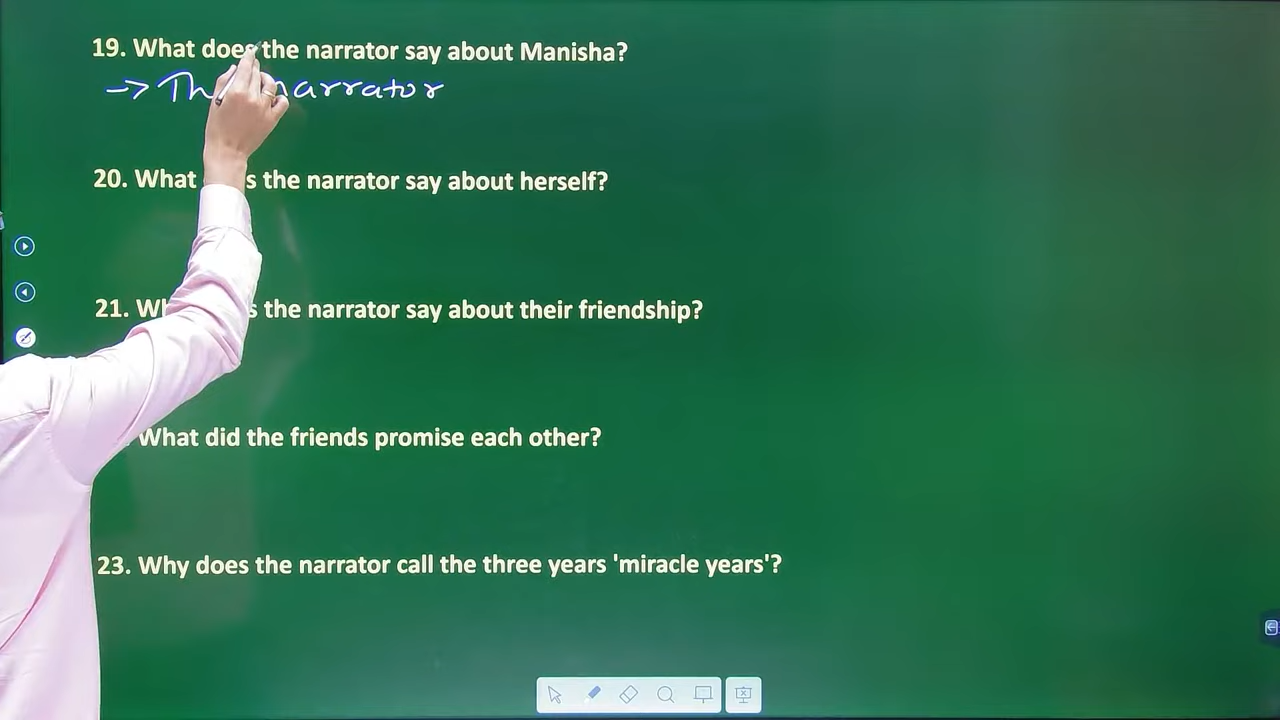 19. What does the narrator say about Manisha?
→ narrator
20. What the narrator say about herself?
21. the narrator say about their friendship?
What did the friends promise each other?
23. Why does the narrator call the three years 'miracle years'?